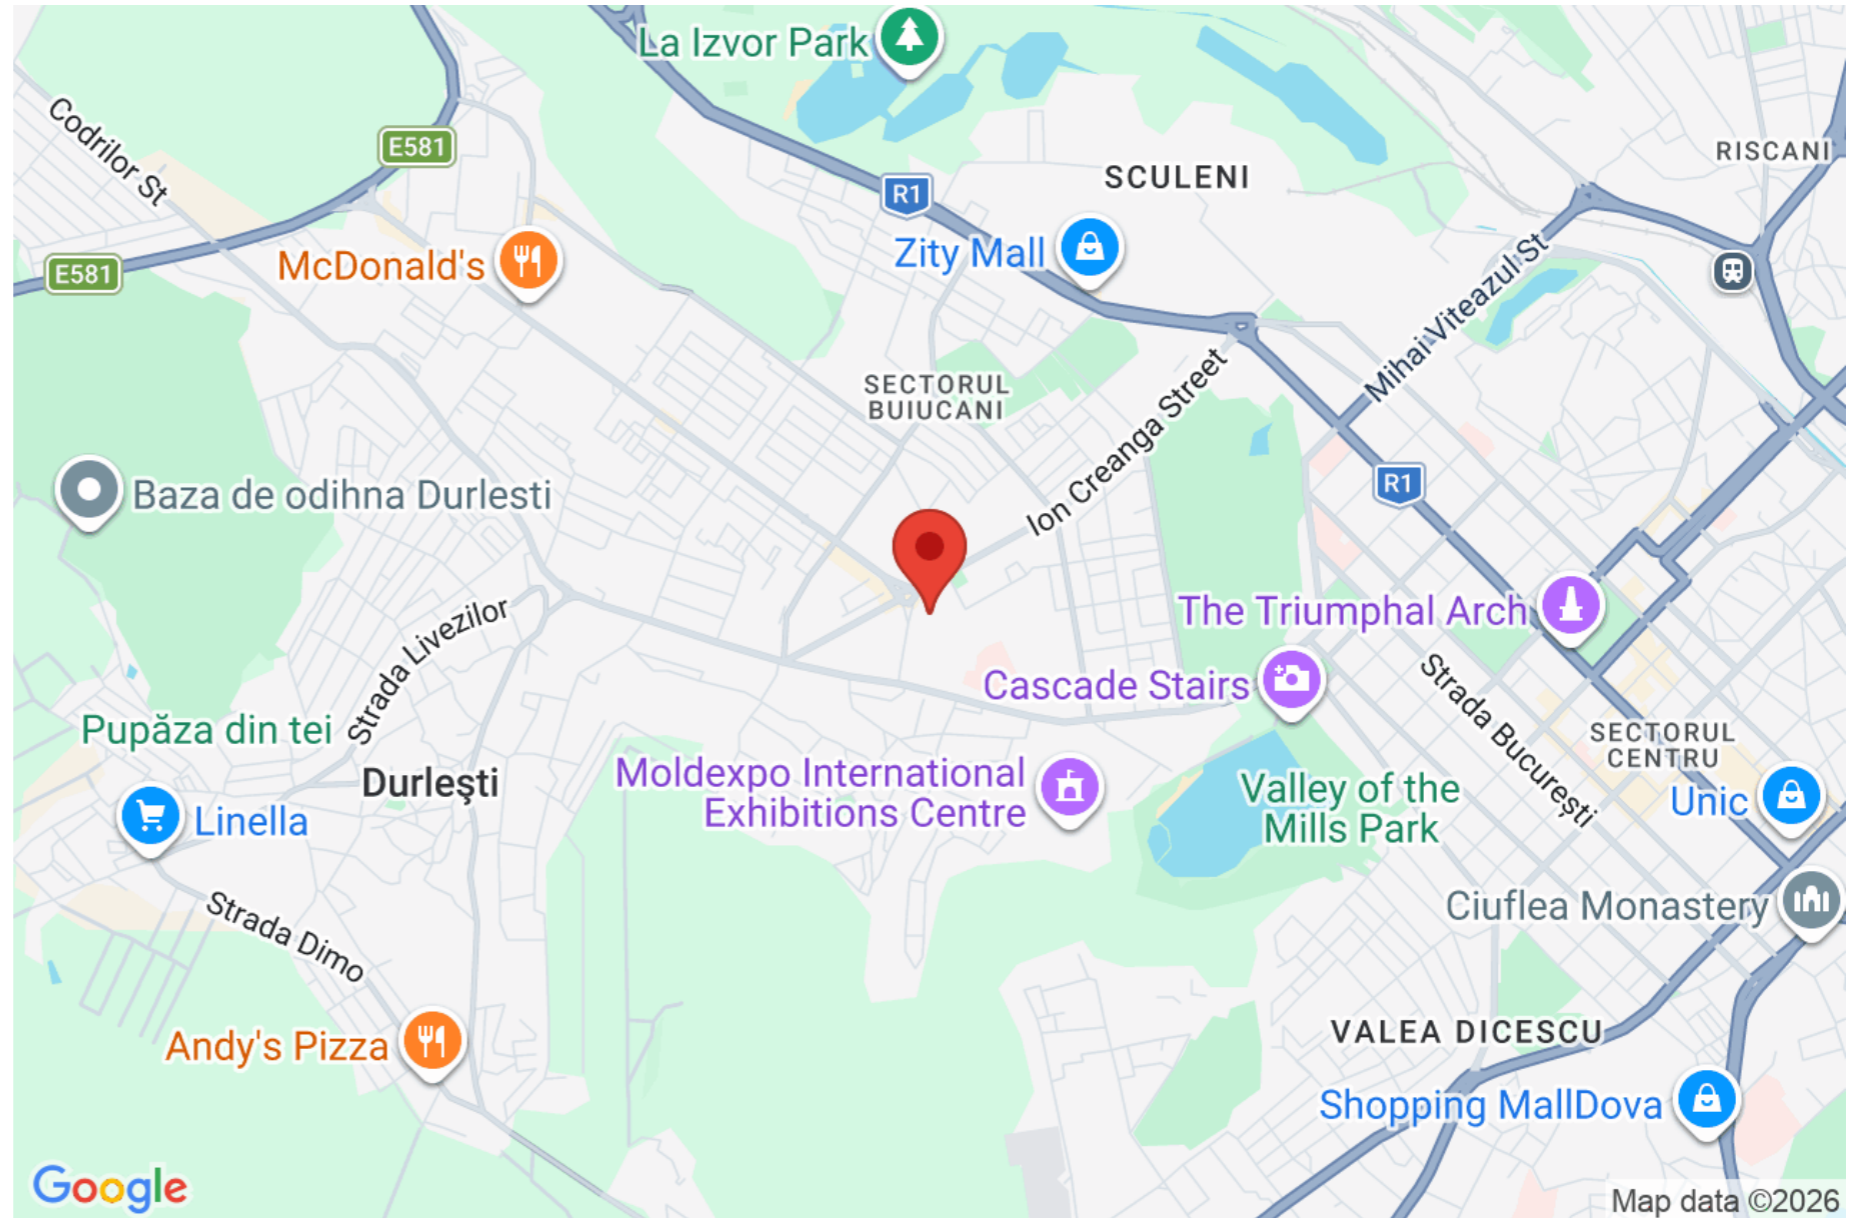 La Izvor Park
Codrilor St
E581
RISCANI
SCULENI
R1
Zity Mall
McDonald's
E581
Mihai Viteazul St
SECTORUL
BUIUCANI
Ion Creanga Street
Baza de odihna Durlesti
R1
The Triumphal Arch
Strada Livezilor
Cascade Stairs
Strada București
Pupăza din tei
SECTORUL
CENTRU
Durleşti
Moldexpo International
Exhibitions Centre
Valley of the
Mills Park
Unic
Linella
Ciuflea Monastery
Strada Dimo
VALEA DICESCU
Andy's Pizza
Shopping MallDova
Google
Map data ©2026